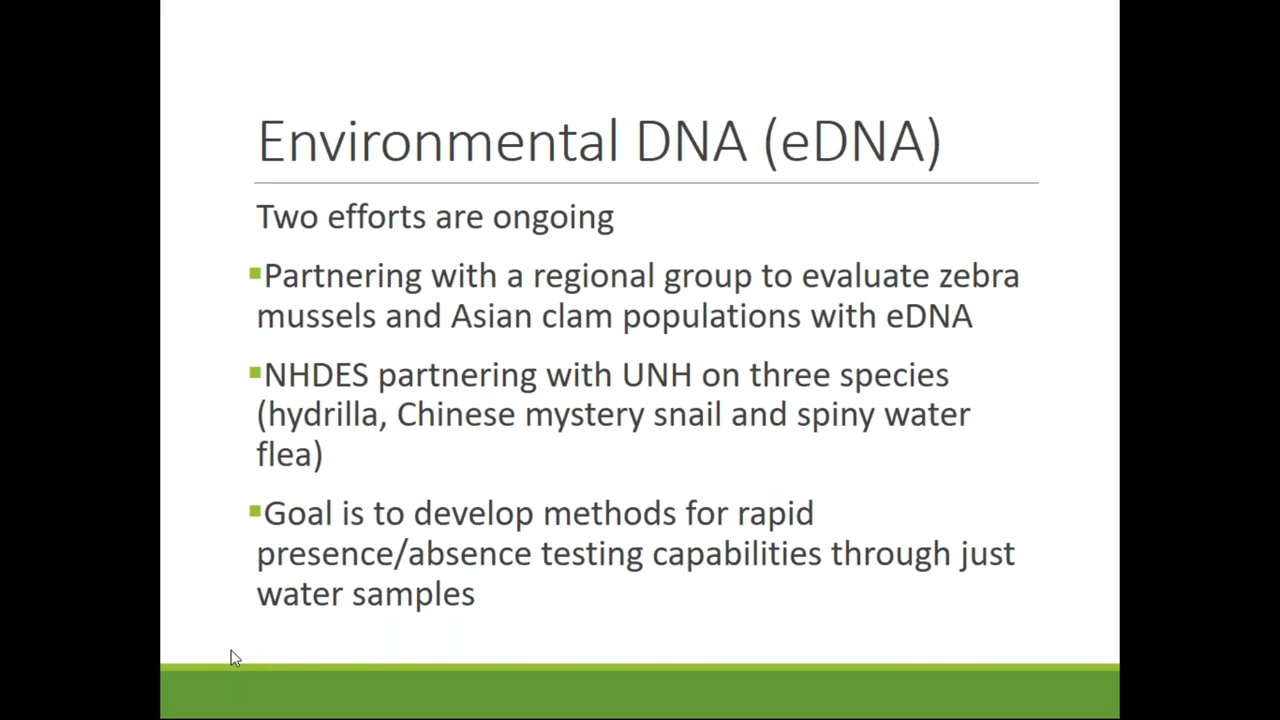 Environmental DNA (eDNA)
Two efforts are ongoing
▪Partnering with a regional group to evaluate zebra
mussels and Asian clam populations with eDNA
▪NHDES partnering with UNH on three species
(hydrilla, Chinese mystery snail and spiny water
flea)
▪Goal is to develop methods for rapid
presence/absence testing capabilities through just
water samples